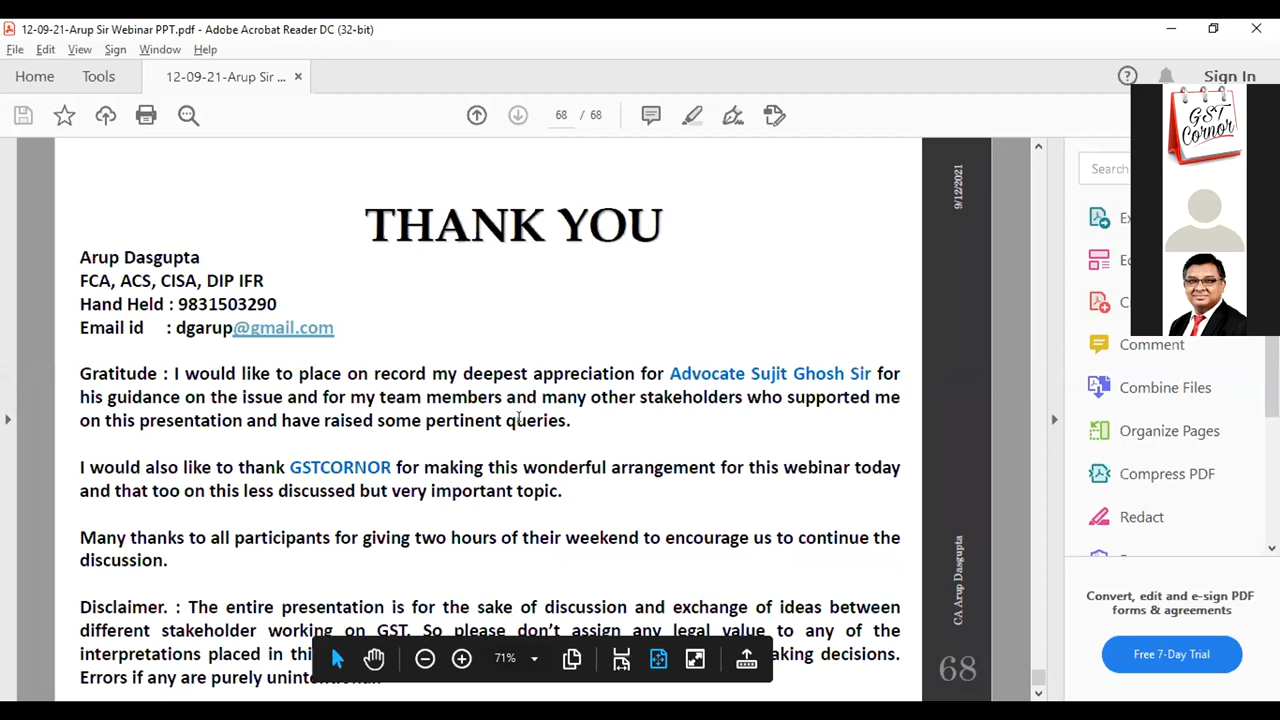 12-09-21-Arup Sir Webinar PPT.pdf - Adobe Acrobat Reader DC (32-bit)
File Edit View Sign Window Help
Home Tools 12-09-21-Arup Sir ... × Sign In
68 / 68
GST
Cornor
Search
9/12/2021
THANK YOU
Arup Dasgupta
FCA, ACS, CISA, DIP IFR
Hand Held : 9831503290
Email id : dgarup@gmail.com
Gratitude : I would like to place on record my deepest appreciation for Advocate Sujit Ghosh Sir for
his guidance on the issue and for my team members and many other stakeholders who supported me
on this presentation and have raised some pertinent queries.
I would also like to thank GSTCORNOR for making this wonderful arrangement for this webinar today
and that too on this less discussed but very important topic.
Many thanks to all participants for giving two hours of their weekend to encourage us to continue the
discussion.
Disclaimer. : The entire presentation is for the sake of discussion and exchange of ideas between
different stakeholder working on GST. So please don't assign any legal value to any of the
interpretations placed in aking decisions.
Errors if any are purely
CA Arup Dasgupta
68
71%
Comment
Combine Files
Organize Pages
Compress PDF
Redact
Convert, edit and e-sign PDF
forms & agreements
Free 7-Day Trial